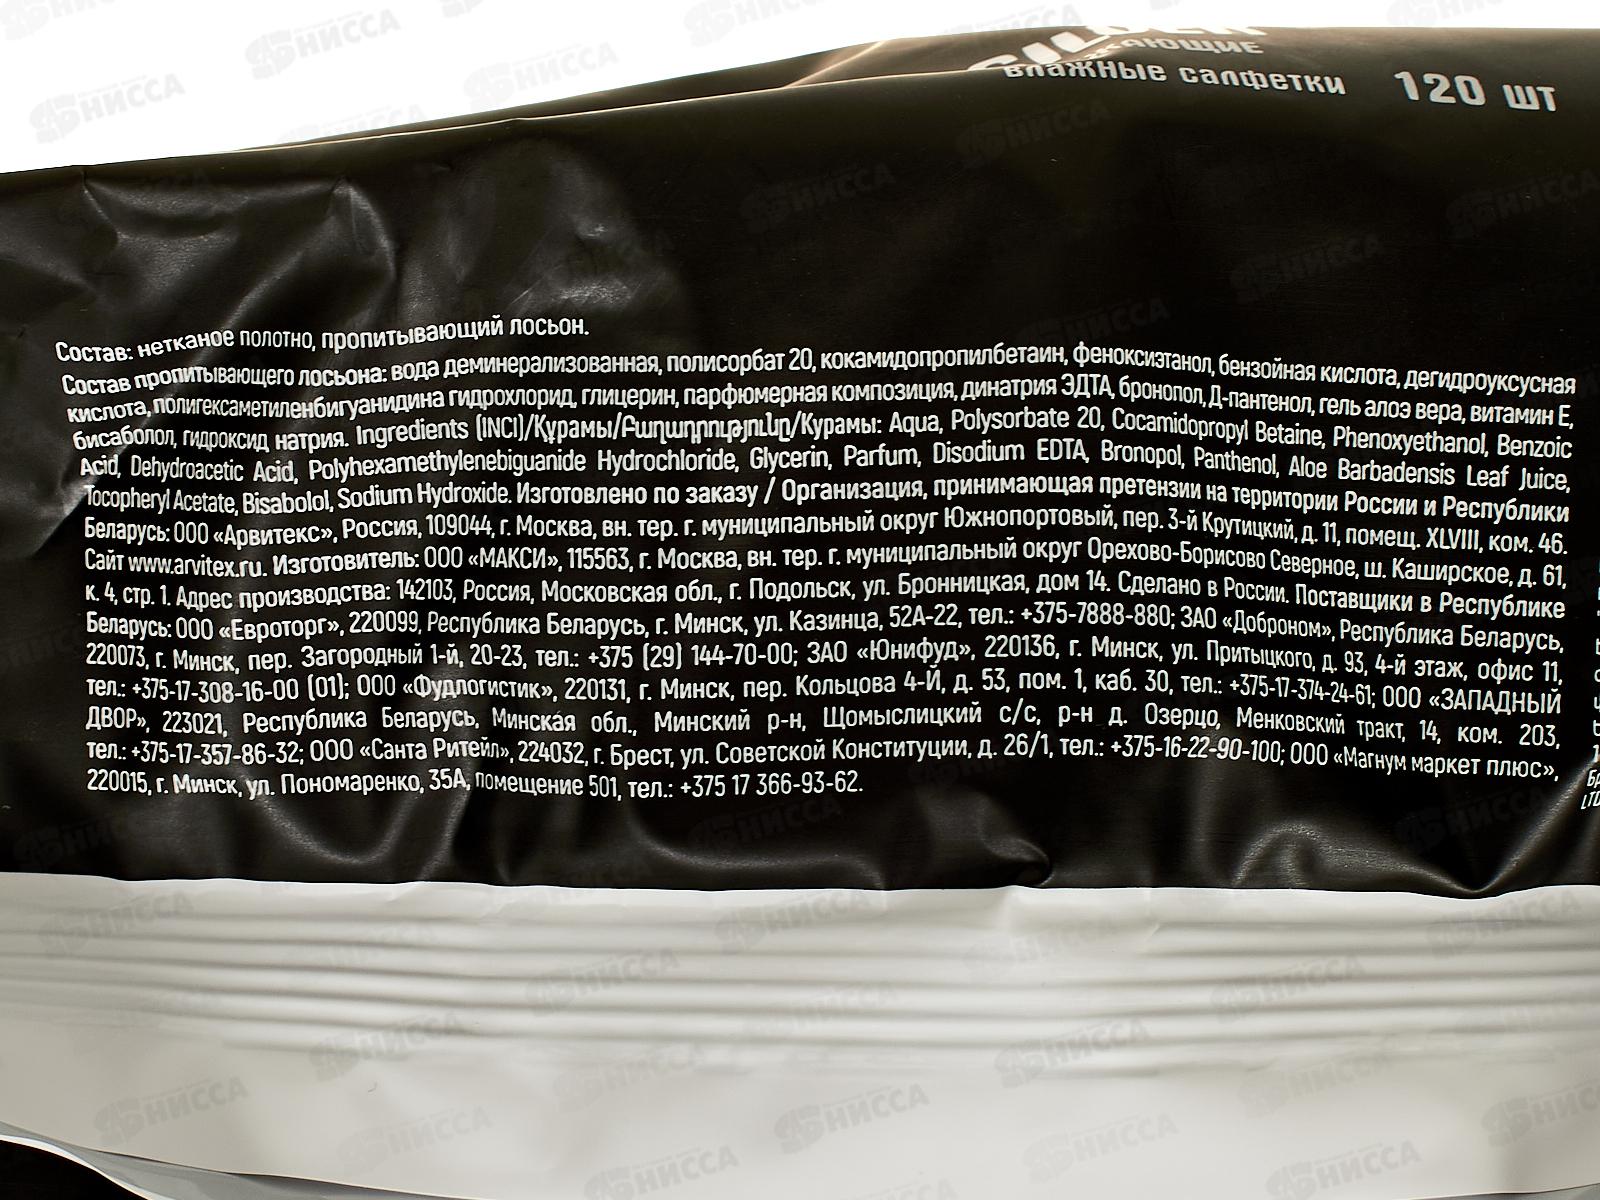 влажные салфетки 120 шт
Состав: нетканое полотно, пропитывающий лосьон.
Состав пропитывающего лосьона: вода деминерализованная, полисорбат 20, кокамидопропилбетаин, феноксиэтанол, бензойная кислота, дегидроуксусная
кислота, полигексаметиленбигуанидина гидрохлорид, глицерин, парфюмерная композиция, динатрия ЭДТА, бронопол, Д-пантенол, гель алоэ вера, витамин Е,
бисаболол, гидроксид натрия. Ingredients (INCI)/Құрамы/Բաղադրությունը/Курамы: Aqua, Polysorbate 20, Cocamidopropyl Betaine, Phenoxyethanol, Benzoic
Acid, Dehydroacetic Acid, Polyhexamethylenebiguanide Hydrochloride, Glycerin, Parfum, Disodium EDTA, Bronopol, Panthenol, Aloe Barbadensis Leaf Juice,
Tocopheryl Acetate, Bisabolol, Sodium Hydroxide. Изготовлено по заказу / Организация, принимающая претензии на территории России и Республики
Беларусь: ООО «Арвитекс», Россия, 109044, г. Москва, вн. тер. г. муниципальный округ Южнопортовый, пер. 3-й Крутицкий, д. 11, помещ. XLVIII, ком. 46.
Сайт www.arvitex.ru. Изготовитель: ООО «МАКСИ», 115563, г. Москва, вн. тер. г. муниципальный округ Орехово-Борисово Северное, ш. Каширское, д. 61,
к. 4, стр. 1. Адрес производства: 142103, Россия, Московская обл., г. Подольск, ул. Бронницкая, дом 14. Сделано в России. Поставщики в Республике
Беларусь: ООО «Евроторг», 220099, Республика Беларусь, г. Минск, ул. Казинца, 52А-22, тел.: +375-7888-880; ЗАО «Доброном», Республика Беларусь,
220073, г. Минск, пер. Загородный 1-й, 20-23, тел.: +375 (29) 144-70-00; ЗАО «Юнифуд», 220136, г. Минск, ул. Притыцкого, д. 93, 4-й этаж, офис 11,
тел.: +375-17-308-16-00 (01); ООО «Фудлогистик», 220131, г. Минск, пер. Кольцова 4-Й, д. 53, пом. 1, каб. 30, тел.: +375-17-374-24-61; ООО «ЗАПАДНЫЙ
ДВОР», 223021, Республика Беларусь, Минская обл., Минский р-н, Щомыслицкий с/с, р-н д. Озерцо, Менковский тракт, 14, ком. 203,
тел.: +375-17-357-86-32; ООО «Санта Ритейл», 224032, г. Брест, ул. Советской Конституции, д. 26/1, тел.: +375-16-22-90-100; ООО «Магнум маркет плюс»,
220015, г. Минск, ул. Пономаренко, 35А, помещение 501, тел.: +375 17 366-93-62.